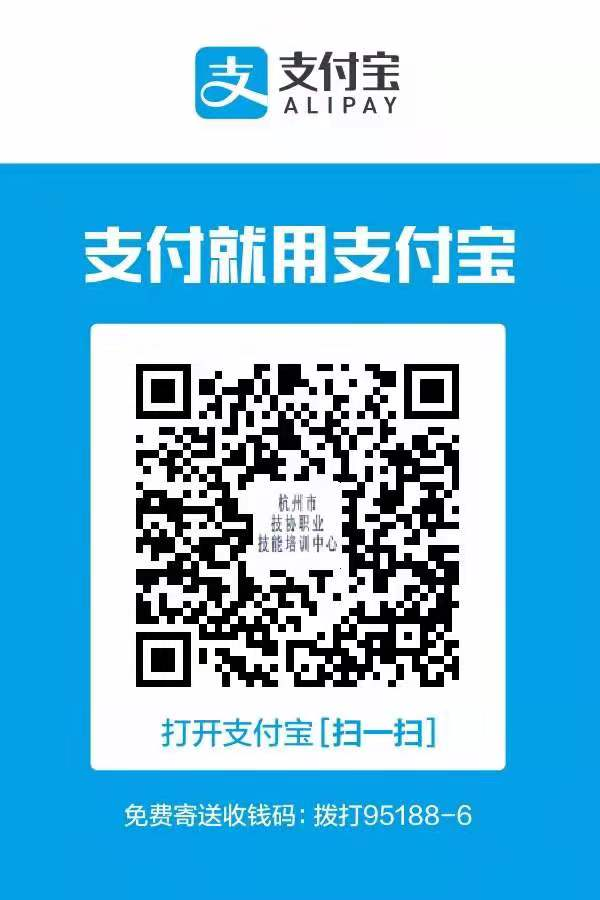 支付宝
ALIPAY
支付就用支付宝
杭州市
技协职业
技能培训中心
打开支付宝[扫一扫]
免费寄送收钱码：拨打95188-6